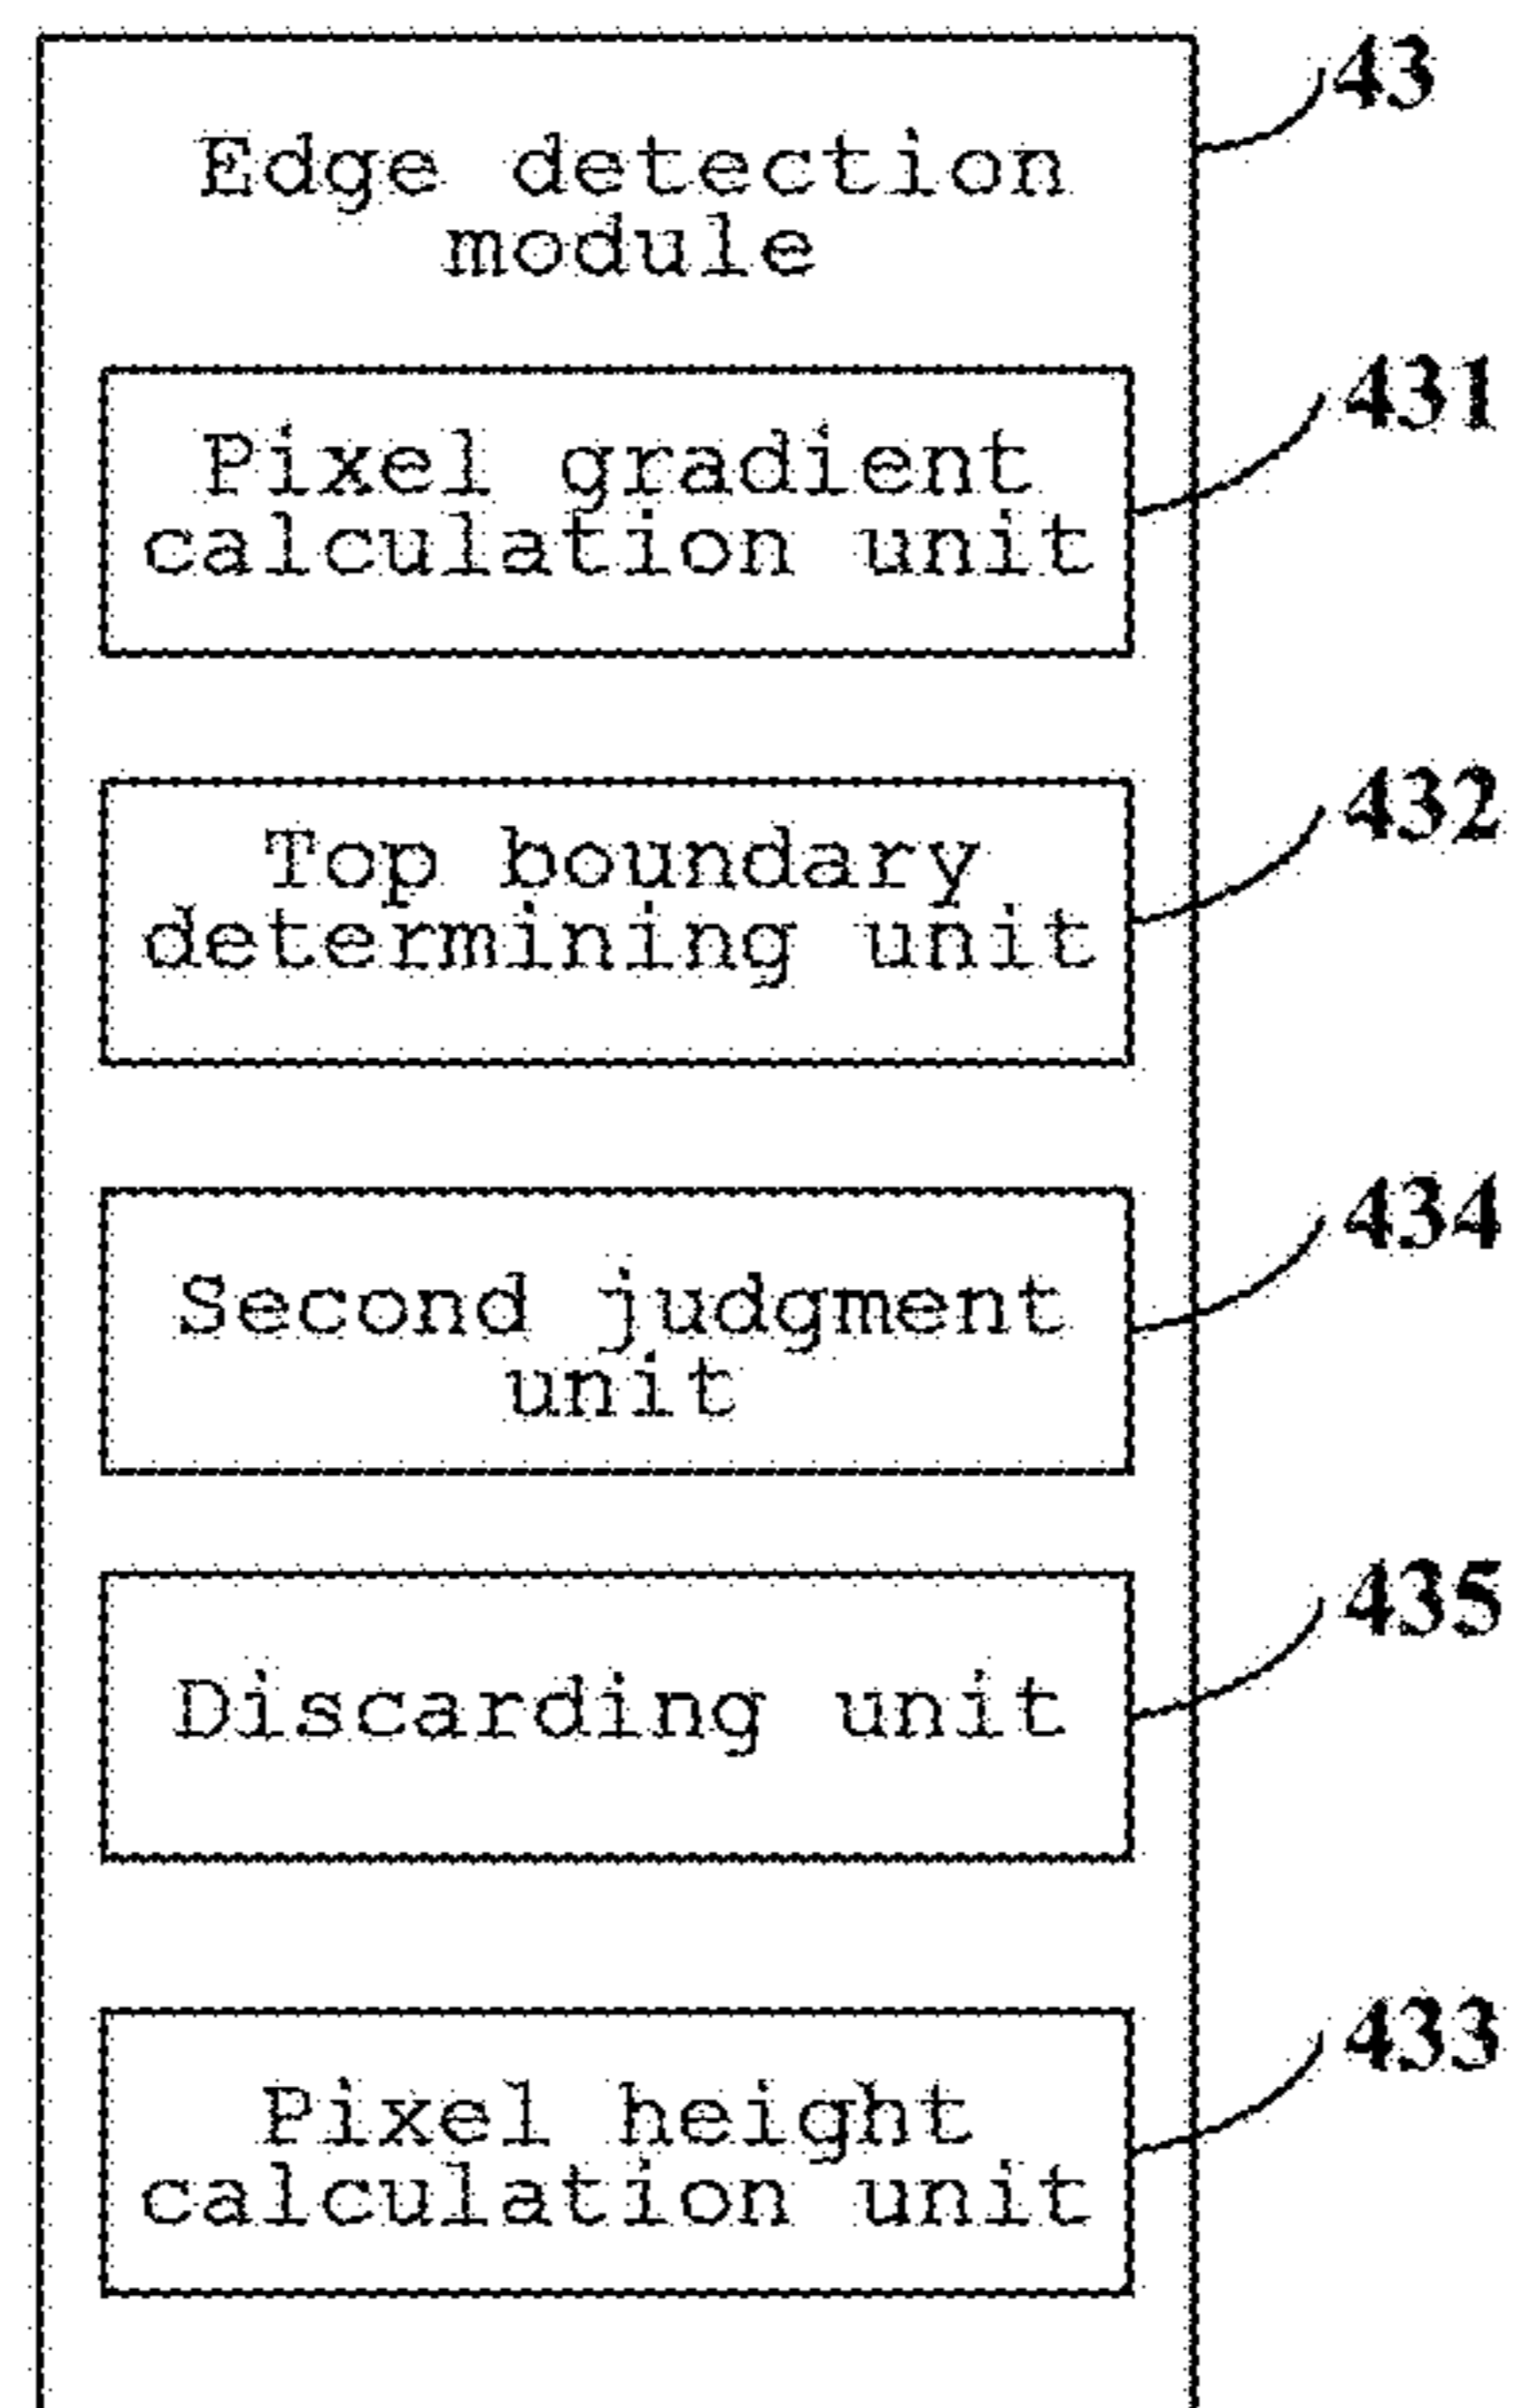 43
Edge detection
module
431
Pixel gradient
calculation unit
432
Top boundary
determining unit
434
Second judgment
unit
435
Discarding unit
433
Pixel height
calculation unit